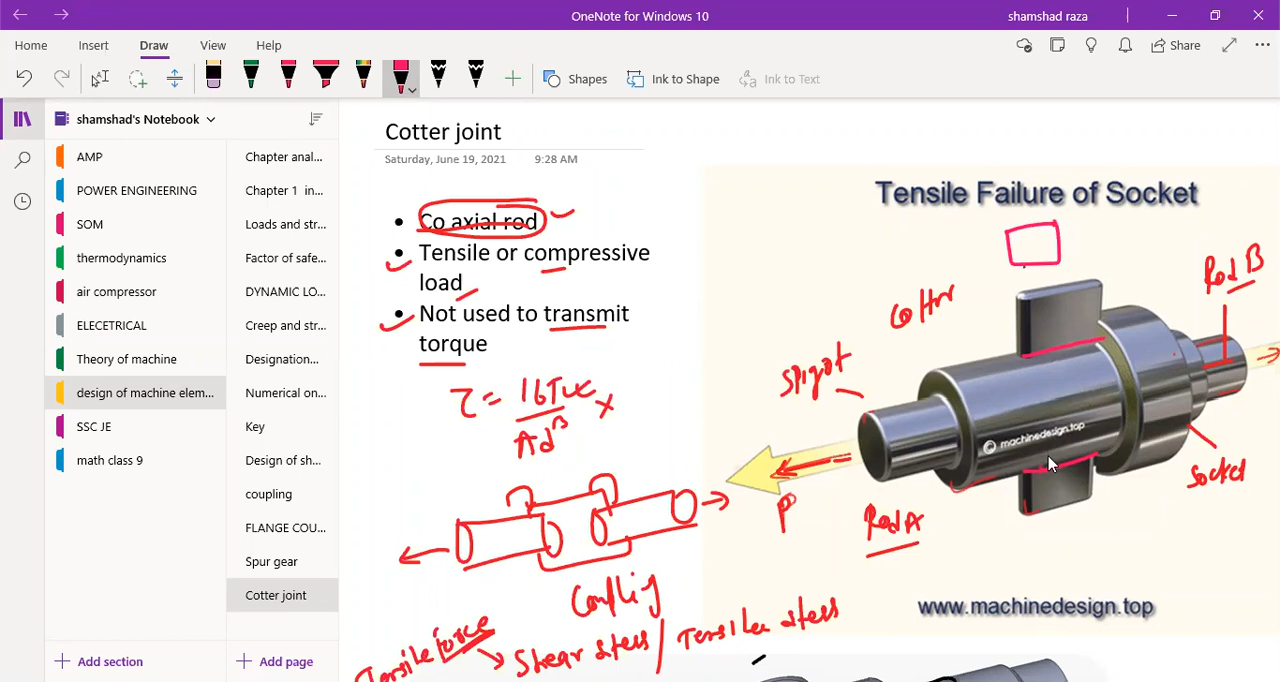 OneNote for Windows 10
shamshad raza
Home
Insert
Draw
View
Help
Share
Shapes
Ink to Shape
Ink to Text
shamshad's Notebook
AMP
POWER ENGINEERING
SOM
thermodynamics
air compressor
ELECETRICAL
Theory of machine
design of machine elem...
SSC JE
math class 9
Add section
Chapter anal...
Chapter 1 in...
Loads and str...
Factor of safe...
DYNAMIC LO...
Creep and str...
Designation...
Numerical on...
Key
Design of sh...
coupling
FLANGE COU...
Spur gear
Cotter joint
Add page
Cotter joint
Saturday, June 19, 2021 9:28 AM
• Co axial rod
• Tensile or compressive
load
• Not used to transmit
torque
Coupling
Tensile force
Shear stess / Tensile stess
Tensile Failure of Socket
Cotter
Rod B
spigot
machinedesign.top
socket
P
Rod A
www.machinedesign.top